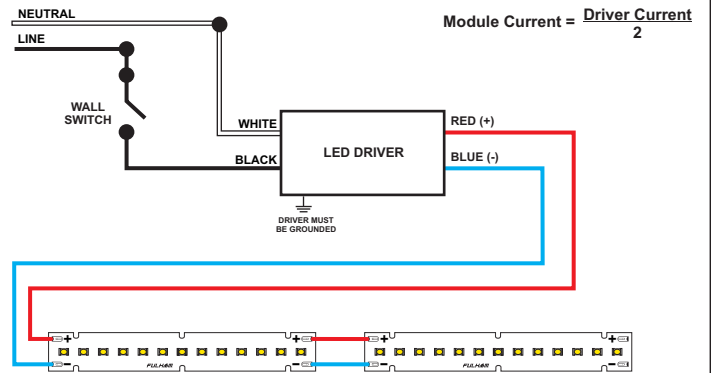 NEUTRAL
LINE
Module Current = Driver Current
2
WALL
SWITCH
WHITE
BLACK
LED DRIVER
RED (+)
BLUE (-)
DRIVER MUST
BE GROUNDED
+ + + +
- - - -
FULHAM FULHAM